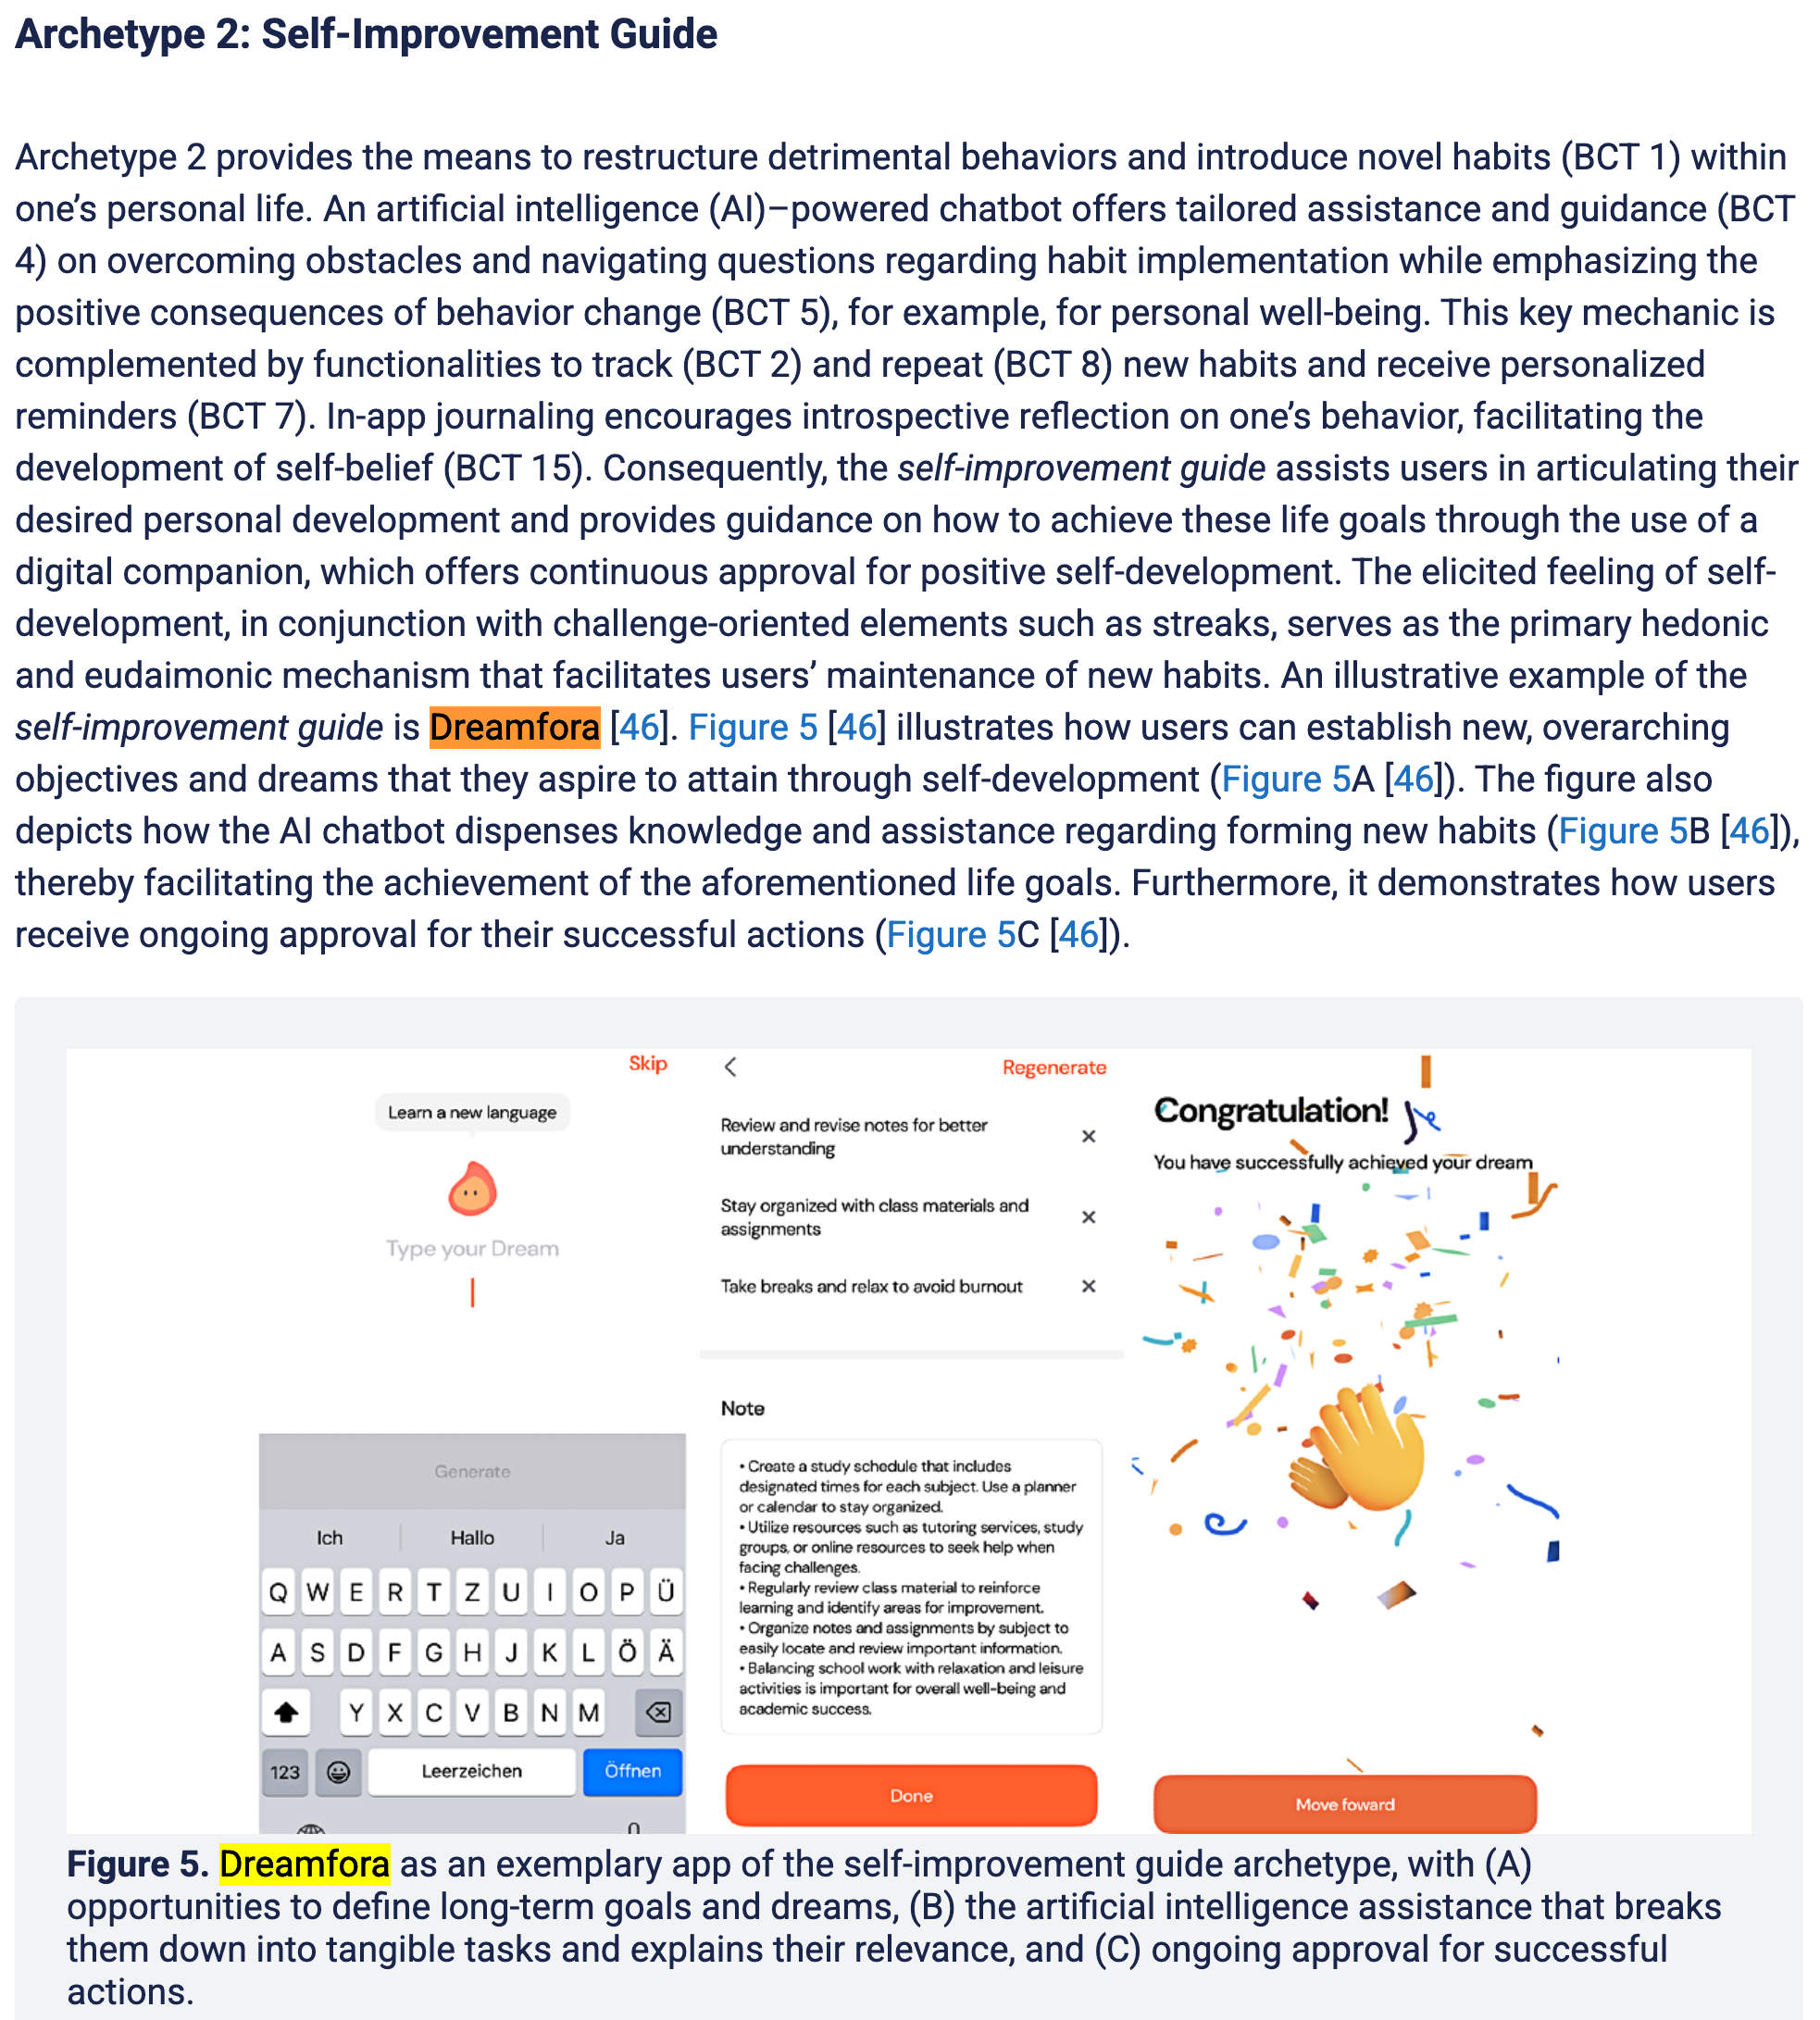 Archetype 2: Self-Improvement Guide
Archetype 2 provides the means to restructure detrimental behaviors and introduce novel habits (BCT 1) within
one’s personal life. An artificial intelligence (AI)–powered chatbot offers tailored assistance and guidance (BCT
4) on overcoming obstacles and navigating questions regarding habit implementation while emphasizing the
positive consequences of behavior change (BCT 5), for example, for personal well-being. This key mechanic is
complemented by functionalities to track (BCT 2) and repeat (BCT 8) new habits and receive personalized
reminders (BCT 7). In-app journaling encourages introspective reflection on one’s behavior, facilitating the
development of self-belief (BCT 15). Consequently, the self-improvement guide assists users in articulating their
desired personal development and provides guidance on how to achieve these life goals through the use of a
digital companion, which offers continuous approval for positive self-development. The elicited feeling of self-
development, in conjunction with challenge-oriented elements such as streaks, serves as the primary hedonic
and eudaimonic mechanism that facilitates users’ maintenance of new habits. An illustrative example of the
self-improvement guide is Dreamfora [46]. Figure 5 [46] illustrates how users can establish new, overarching
objectives and dreams that they aspire to attain through self-development (Figure 5A [46]). The figure also
depicts how the AI chatbot dispenses knowledge and assistance regarding forming new habits (Figure 5B [46]),
thereby facilitating the achievement of the aforementioned life goals. Furthermore, it demonstrates how users
receive ongoing approval for their successful actions (Figure 5C [46]).
Skip
Learn a new language
Type your Dream
Generate
Ich Hallo Ja
Q W E R T Z U I O P Ü
A S D F G H J K L Ö Ä
Y X C V B N M
123 Leerzeichen Öffnen
Regenerate
Review and revise notes for better
understanding
Stay organized with class materials and
assignments
Take breaks and relax to avoid burnout
Note
• Create a study schedule that includes
designated times for each subject. Use a planner
or calendar to stay organized.
• Utilize resources such as tutoring services, study
groups, or online resources to seek help when
facing challenges.
• Regularly review class material to reinforce
learning and identify areas for improvement.
• Organize notes and assignments by subject to
easily locate and review important information.
• Balancing school work with relaxation and leisure
activities is important for overall well-being and
academic success.
Done
Congratulation!
You have successfully achieved your dream
Move foward
Figure 5. Dreamfora as an exemplary app of the self-improvement guide archetype, with (A)
opportunities to define long-term goals and dreams, (B) the artificial intelligence assistance that breaks
them down into tangible tasks and explains their relevance, and (C) ongoing approval for successful
actions.